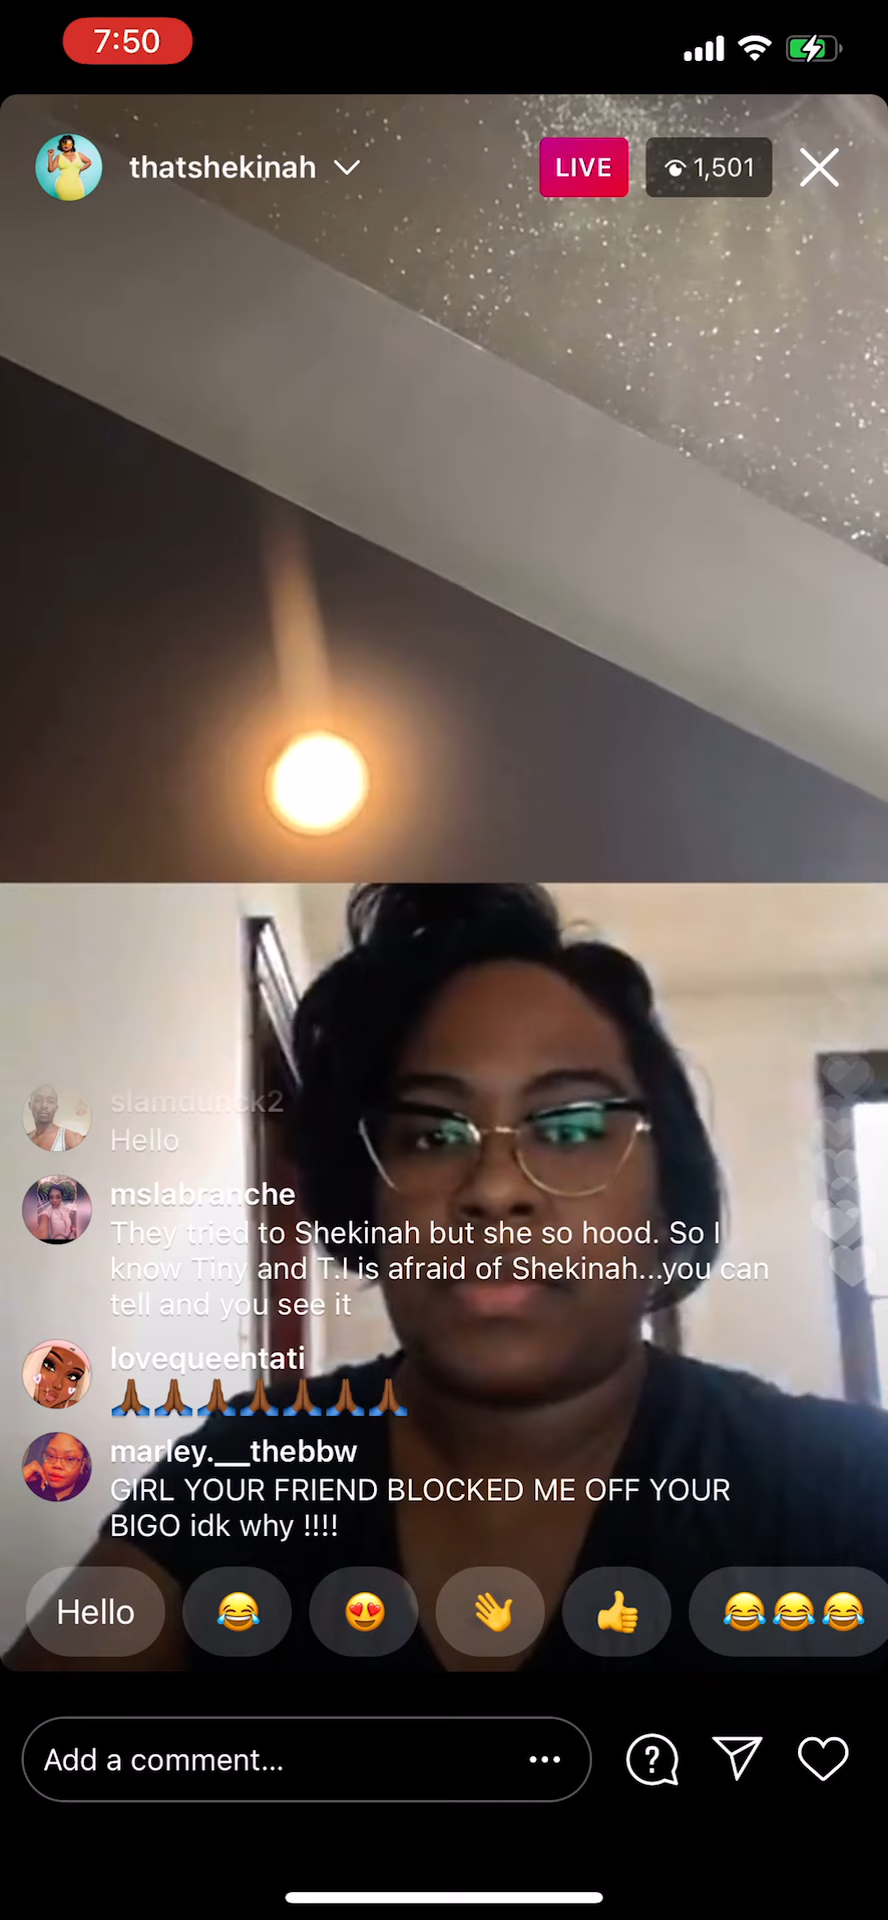 7:50
thatshekinah
LIVE
1,501
slamdunck2
Hello
mslabranche
They tried to Shekinah but she so hood. So I
know Tiny and T.I is afraid of Shekinah...you can
tell and you see it
lovequeentati
🙏🏾🙏🏾🙏🏾🙏🏾🙏🏾🙏🏾🙏🏾
marley.__thebbw
GIRL YOUR FRIEND BLOCKED ME OFF YOUR
BIGO idk why !!!!
Hello 😂 😍 👋 👍 😂😂😂
Add a comment...